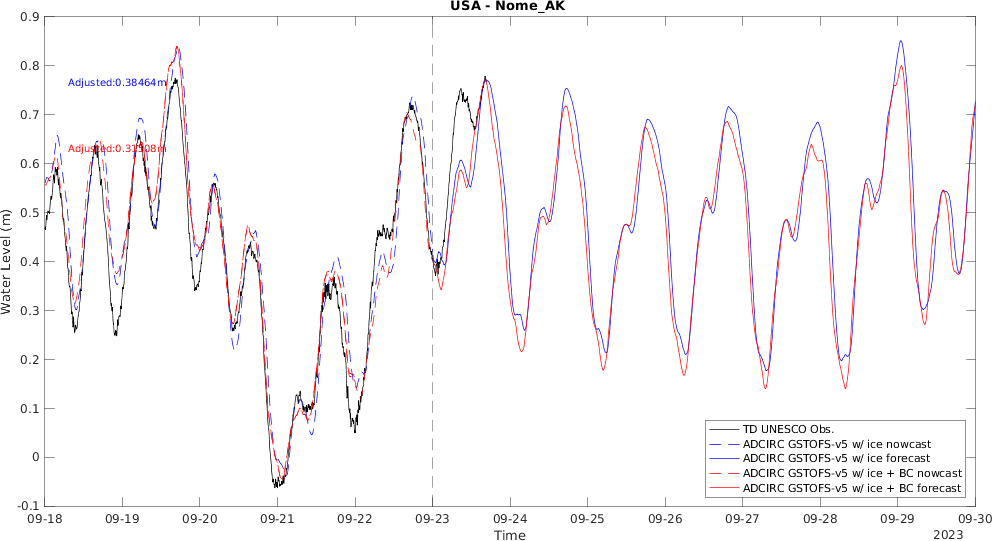 USA - Nome_AK
0.9
0.8
0.7
0.6
0.5
0.4
0.3
0.2
0.1
0
-0.1
Water Level (m)
Adjusted:0.38464m
TD UNESCO Obs.
ADCIRC GSTOFS-v5 w/ ice nowcast
ADCIRC GSTOFS-v5 w/ ice forecast
ADCIRC GSTOFS-v5 w/ ice + BC nowcast
ADCIRC GSTOFS-v5 w/ ice + BC forecast
09-18 09-19 09-20 09-21 09-22 09-23 09-24 09-25 09-26 09-27 09-28 09-29 09-30
Time
2023